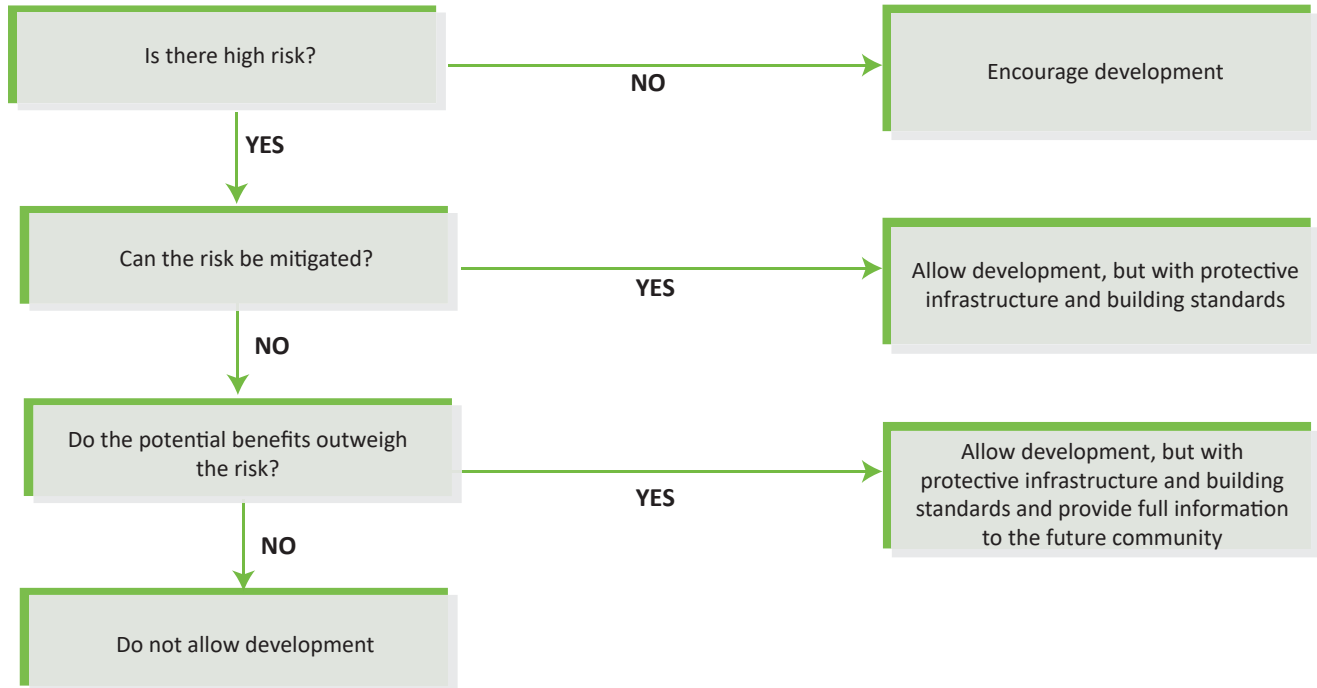 Is there high risk?
NO
Encourage development
YES
Can the risk be mitigated?
YES
Allow development, but with protective
infrastructure and building standards
NO
Do the potential benefits outweigh
the risk?
YES
Allow development, but with
protective infrastructure and building
standards and provide full information
to the future community
NO
Do not allow development